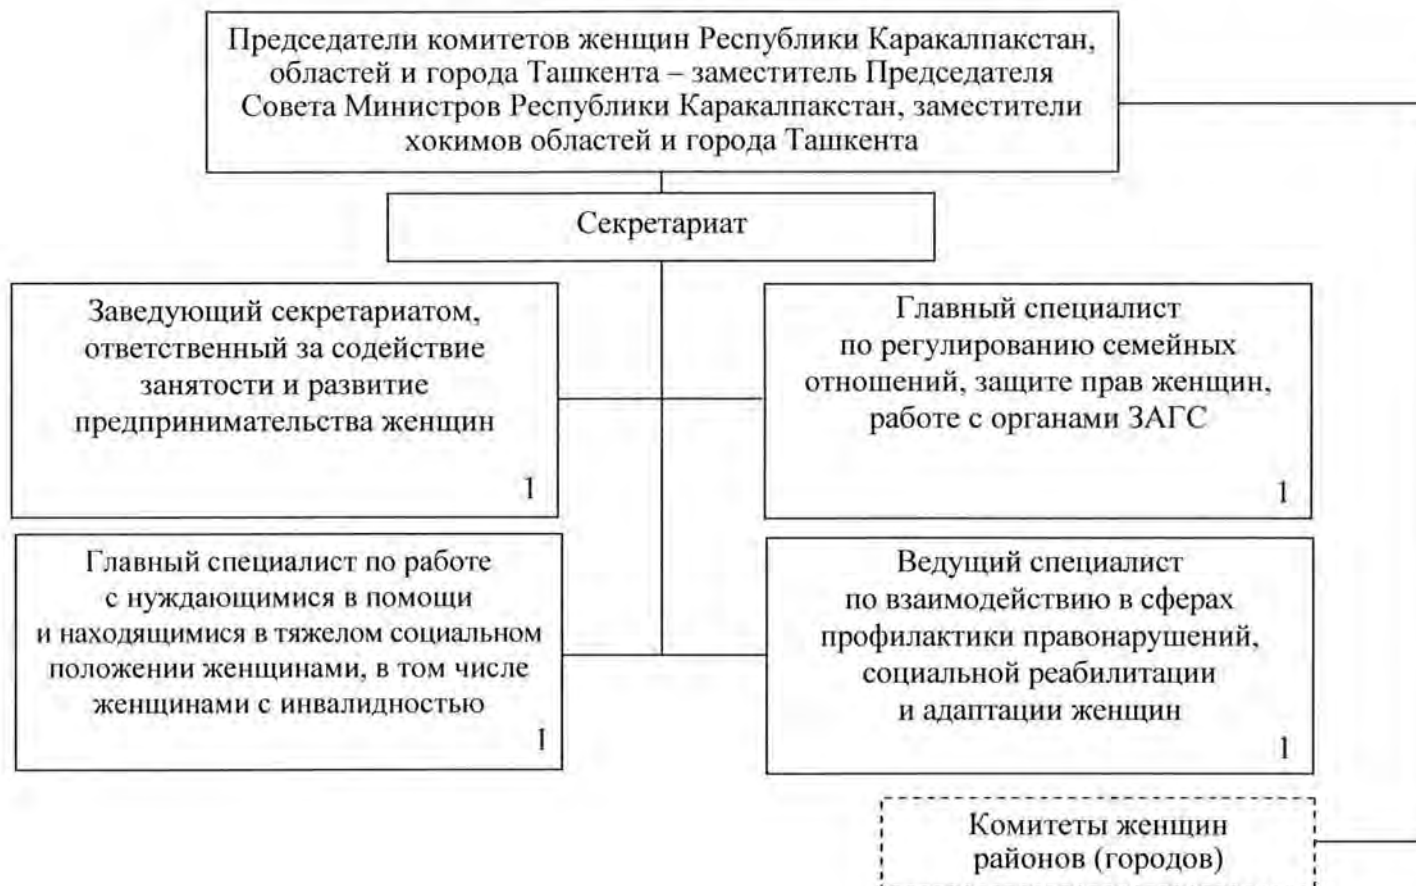 Председатели комитетов женщин Республики Каракалпакстан,
областей и города Ташкента – заместитель Председателя
Совета Министров Республики Каракалпакстан, заместители
хокимов областей и города Ташкента
Секретариат
Заведующий секретариатом,
ответственный за содействие
занятости и развитие
предпринимательства женщин
1
Главный специалист
по регулированию семейных
отношений, защите прав женщин,
работе с органами ЗАГС
1
Главный специалист по работе
с нуждающимися в помощи
и находящимися в тяжелом социальном
положении женщинами, в том числе
женщинами с инвалидностью
1
Ведущий специалист
по взаимодействию в сферах
профилактики правонарушений,
социальной реабилитации
и адаптации женщин
1
Комитеты женщин
районов (городов)